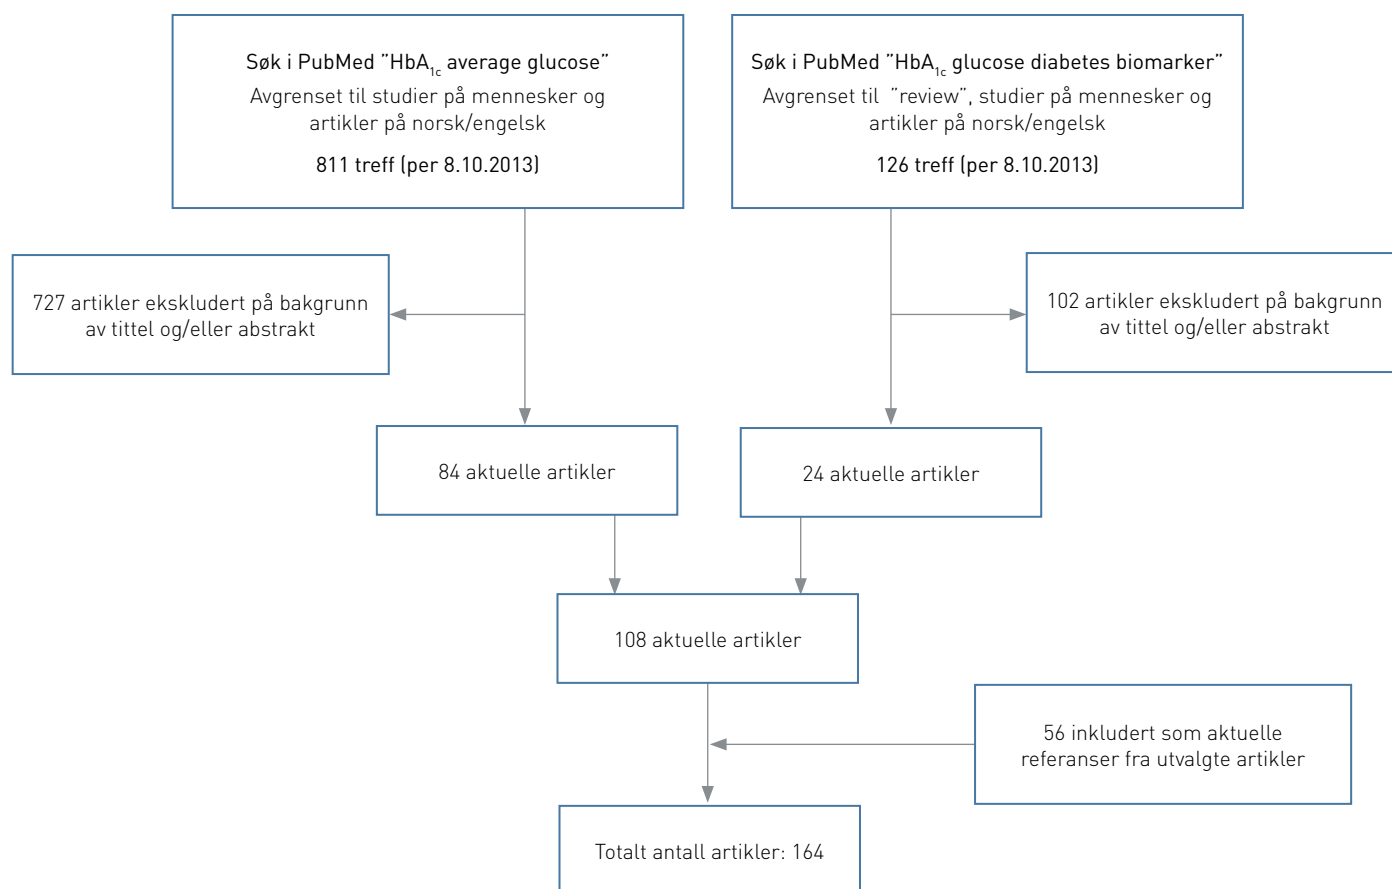 Søk i PubMed ”HbA1c average glucose”
Avgrenset til studier på mennesker og
artikler på norsk/engelsk
811 treff (per 8.10.2013)
Søk i PubMed ”HbA1c glucose diabetes biomarker”
Avgrenset til ”review”, studier på mennesker og
artikler på norsk/engelsk
126 treff (per 8.10.2013)
727 artikler ekskludert på bakgrunn
av tittel og/eller abstrakt
102 artikler ekskludert på bakgrunn
av tittel og/eller abstrakt
84 aktuelle artikler
24 aktuelle artikler
108 aktuelle artikler
56 inkludert som aktuelle
referanser fra utvalgte artikler
Totalt antall artikler: 164